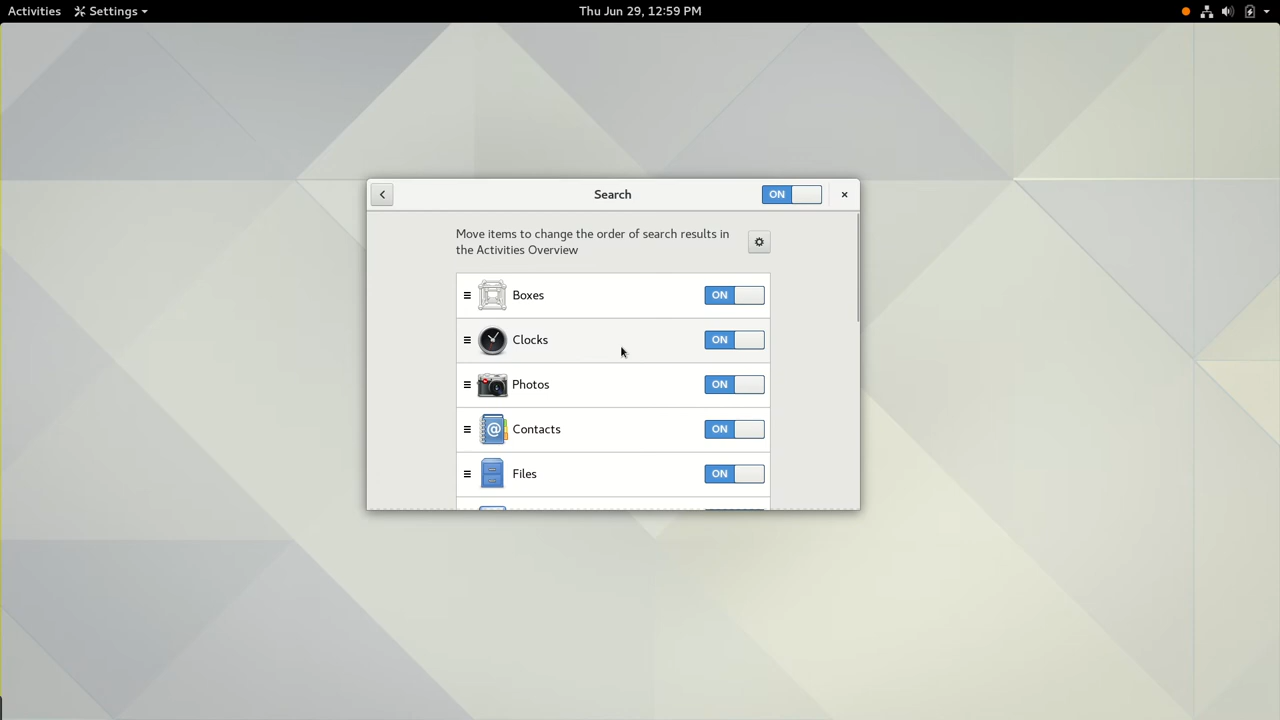 Activities Settings Thu Jun 29, 12:59 PM
Search ON
Move items to change the order of search results in
the Activities Overview
Boxes ON
Clocks ON
Photos ON
@ Contacts ON
Files ON